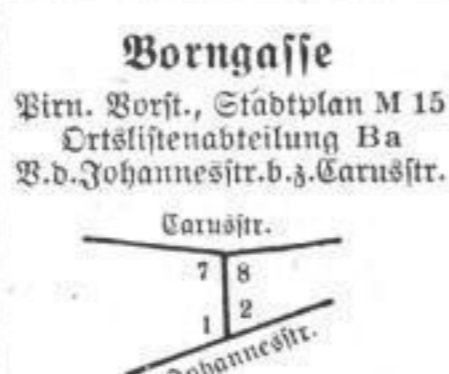 Borngasse
Pirn. Vorst., Stadtplan M 15
Ortslistenabteilung Ba
V.d.Johannesstr.b.z.Carusstr.
Carusstr.
7 8
1 2
Johannesstr.